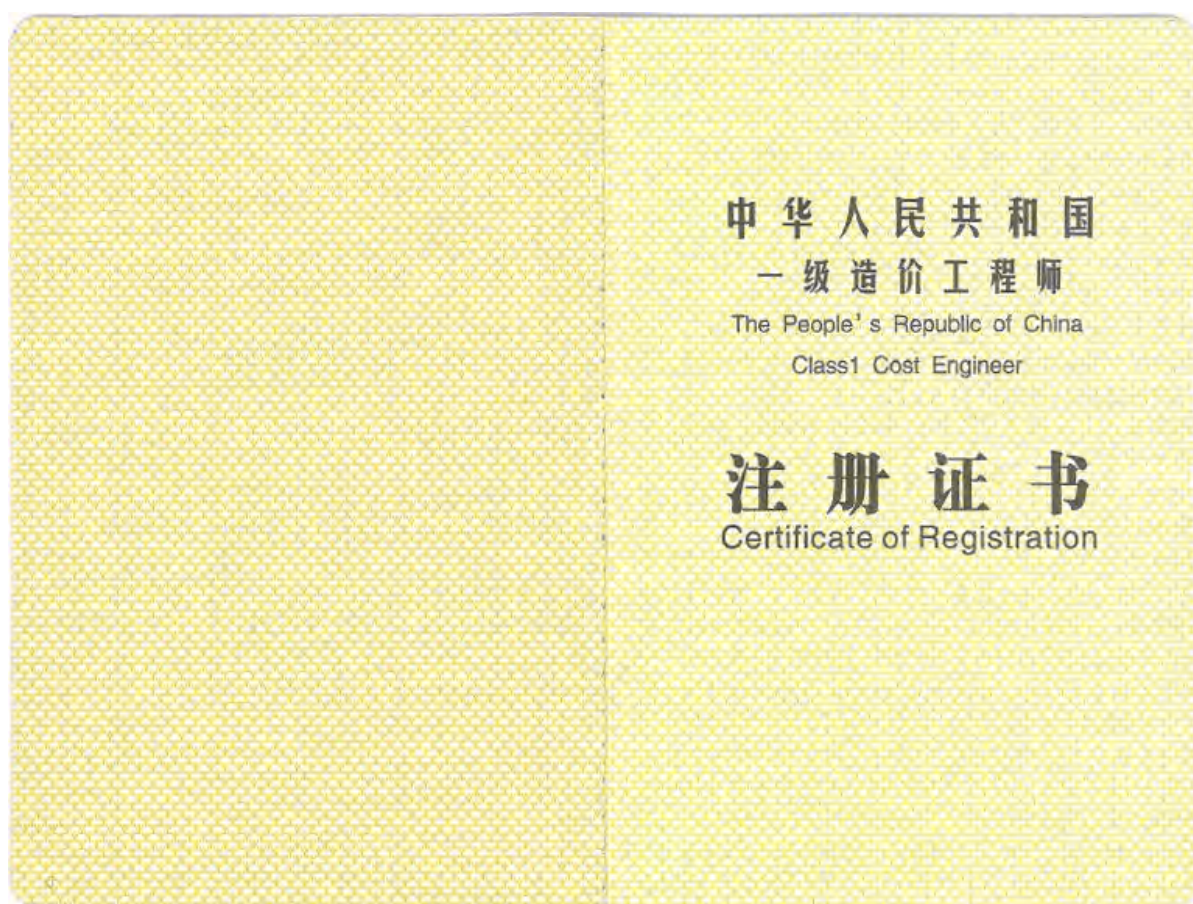 中华人民共和国
一级造价工程师
The People's Republic of China
Class1 Cost Engineer
注册证书
Certificate of Registration